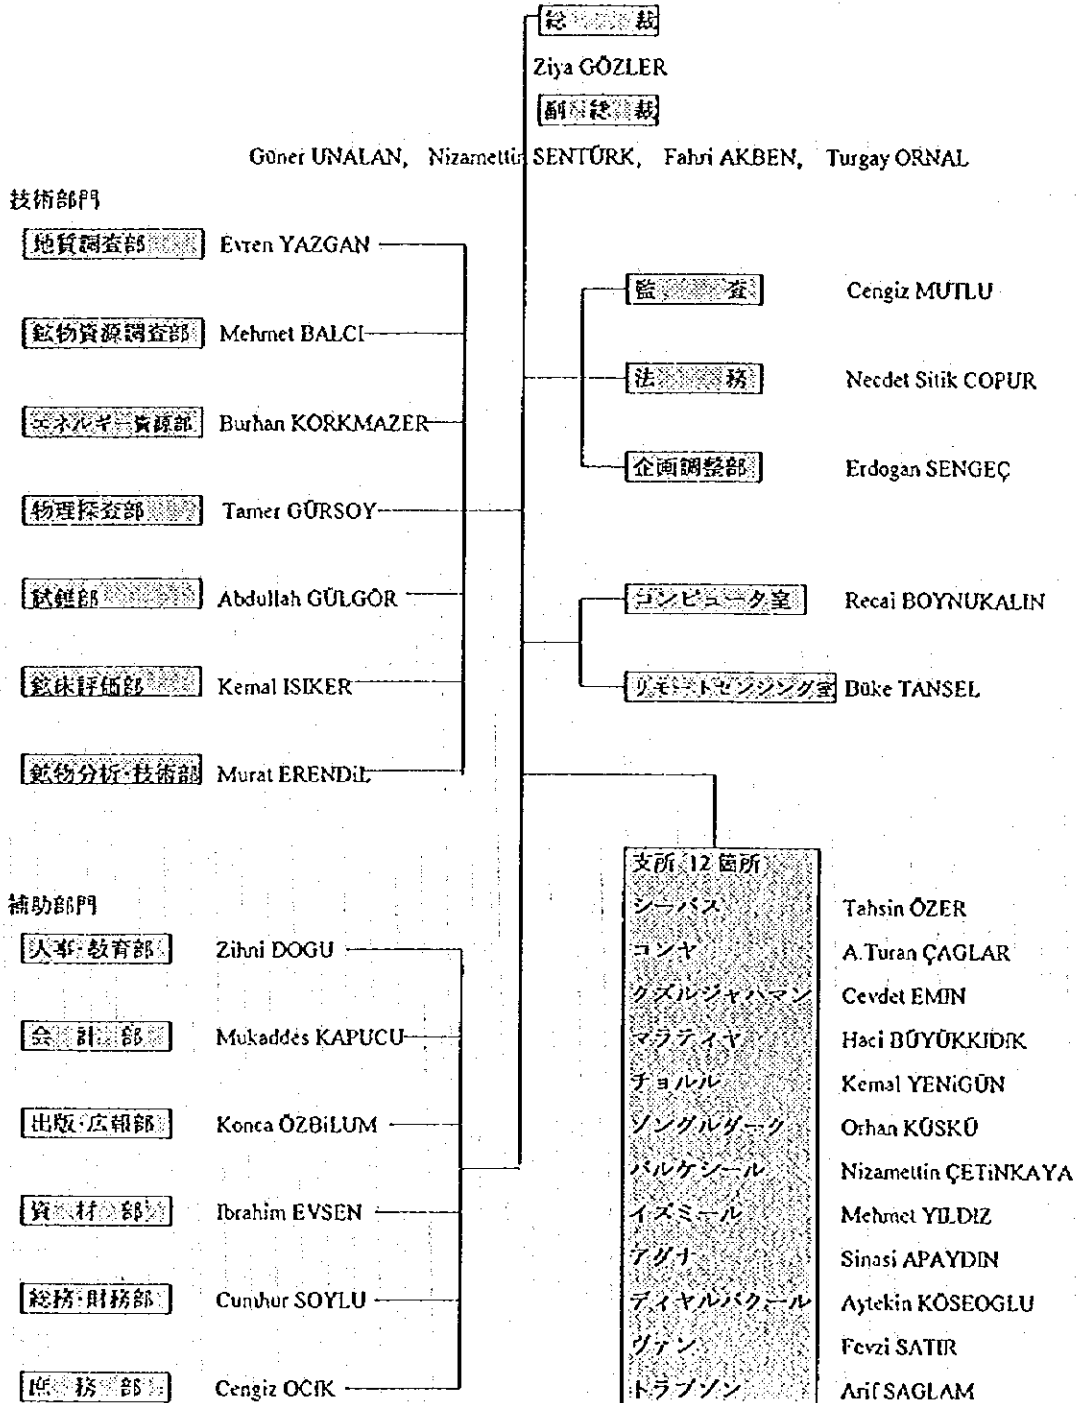 総裁
Ziya GÖZLER
副総裁
Güner UNALAN, Nizamettin SENTÜRK, Fahri AKBEN, Turgay ORNAL
技術部門
地質調査部 Evren YAZGAN
鉱物資源調査部 Mehmet BALCI
エネルギー資源部 Burhan KORKMAZER
物理探査部 Tamer GÜRSOY
試錐部 Abdullah GÜLGÖR
鉱床評価部 Kemal ISIKER
鉱物分析・技術部 Murat ERENDiL
監査 Cengiz MUTLU
法務 Necdet Sitik COPUR
企画調整部 Erdogan SENGEÇ
コンピュータ室 Recai BOYNUKALIN
リモートセンシング室 Büke TANSEL
補助部門
人事・教育部 Zihni DOGU
会計部 Mukaddes KAPUCU
出版・広報部 Konca ÖZBiLUM
資材部 Ibrahim EVSEN
総務・財務部 Cumhur SOYLU
庶務部 Cengiz OCIK
支所 12 箇所
シーバス Tahsin ÖZER
コンヤ A.Turan ÇAGLAR
クズルジャハマン Cevdet EMIN
マラティヤ Haci BÜYÜKKIDIK
チョルル Kemal YENiGÜN
ゾングルダーク Orhan KÜSKÜ
バルケシール Nizamettin ÇETiNKAYA
イズミール Mehmet YILDIZ
アダナ Sinasi APAYDIN
ディヤルバクール Aytekin KÖSEOGLU
ヴァン Fevzi SATIR
トラブゾン Arif SAGLAM